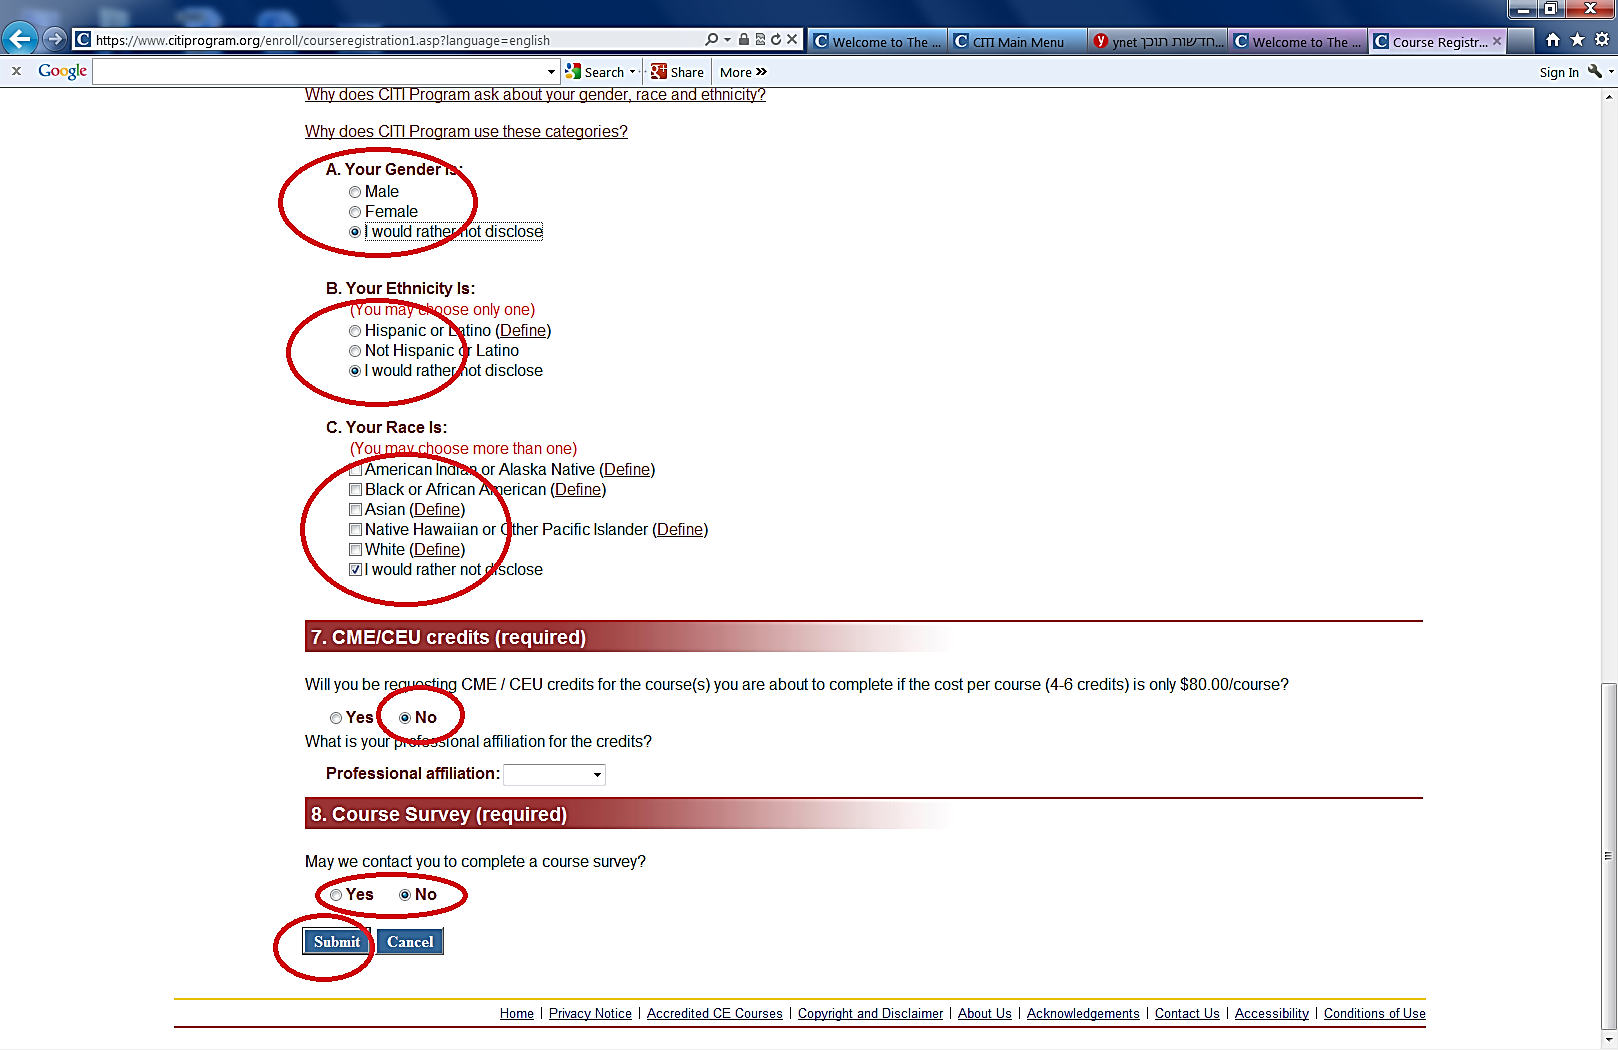 https://www.citiprogram.org/enroll/courseregistration1.asp?language=english
Welcome to The ...
CITI Main Menu
ynet חדשות תוכן...
Welcome to The ...
Course Registr...
Google
Search
Share
More »
Sign In
Why does CITI Program ask about your gender, race and ethnicity?
Why does CITI Program use these categories?
A. Your Gender Is:
Male
Female
I would rather not disclose
B. Your Ethnicity Is:
(You may choose only one)
Hispanic or Latino (Define)
Not Hispanic or Latino
I would rather not disclose
C. Your Race Is:
(You may choose more than one)
American Indian or Alaska Native (Define)
Black or African American (Define)
Asian (Define)
Native Hawaiian or Other Pacific Islander (Define)
White (Define)
I would rather not disclose
7. CME/CEU credits (required)
Will you be requesting CME / CEU credits for the course(s) you are about to complete if the cost per course (4-6 credits) is only $80.00/course?
Yes No
What is your professional affiliation for the credits?
Professional affiliation:
8. Course Survey (required)
May we contact you to complete a course survey?
Yes No
Submit Cancel
Home | Privacy Notice | Accredited CE Courses | Copyright and Disclaimer | About Us | Acknowledgements | Contact Us | Accessibility | Conditions of Use